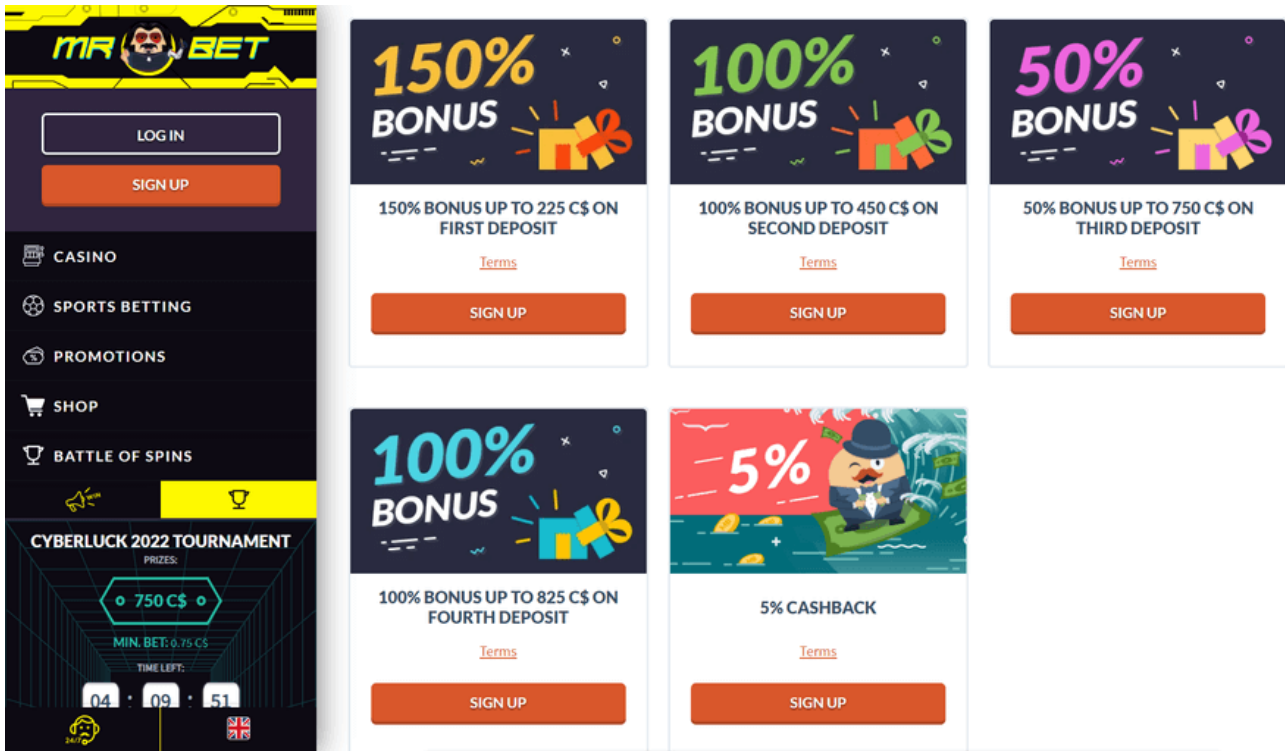 MR BET
LOG IN
SIGN UP
CASINO
SPORTS BETTING
PROMOTIONS
SHOP
BATTLE OF SPINS
WIN
CYBERLUCK 2022 TOURNAMENT
PRIZES:
750 C$
MIN. BET: 0.75 C$
TIME LEFT:
04 : 09 : 51
24/7
150%
BONUS
150% BONUS UP TO 225 C$ ON
FIRST DEPOSIT
Terms
SIGN UP
100%
BONUS
100% BONUS UP TO 450 C$ ON
SECOND DEPOSIT
Terms
SIGN UP
50%
BONUS
50% BONUS UP TO 750 C$ ON
THIRD DEPOSIT
Terms
SIGN UP
100%
BONUS
100% BONUS UP TO 825 C$ ON
FOURTH DEPOSIT
Terms
SIGN UP
5%
5% CASHBACK
Terms
SIGN UP